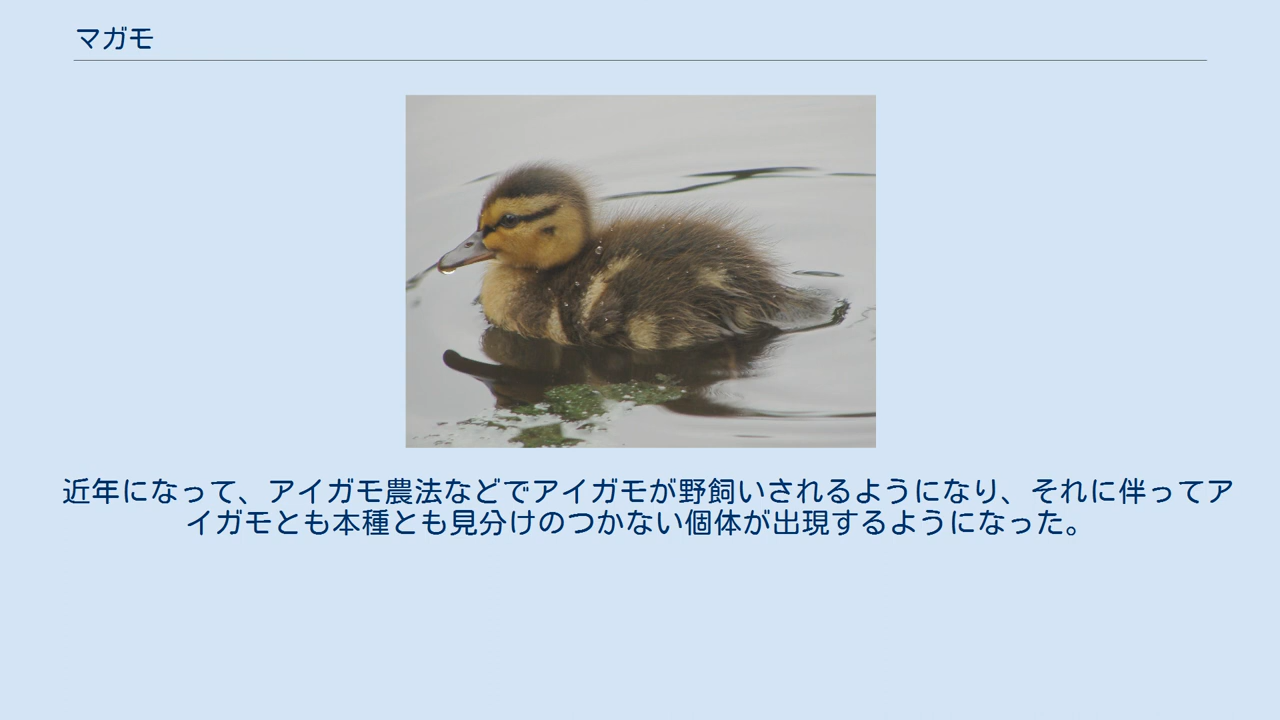 マガモ
近年になって、アイガモ農法などでアイガモが野飼いされるようになり、それに伴ってア
イガモとも本種とも見分けのつかない個体が出現するようになった。